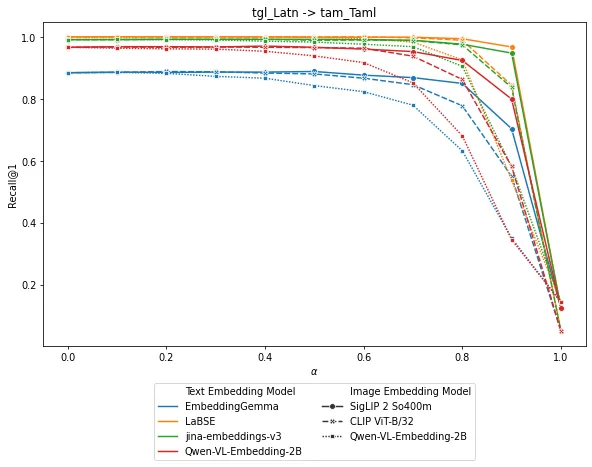 tgl_Latn -> tam_Taml
Recall@1
1.0
0.8
0.6
0.4
0.2
0.0 0.2 0.4 0.6 0.8 1.0
α
Text Embedding Model Image Embedding Model
EmbeddingGemma SigLIP 2 So400m
LaBSE CLIP ViT-B/32
jina-embeddings-v3 Qwen-VL-Embedding-2B
Qwen-VL-Embedding-2B